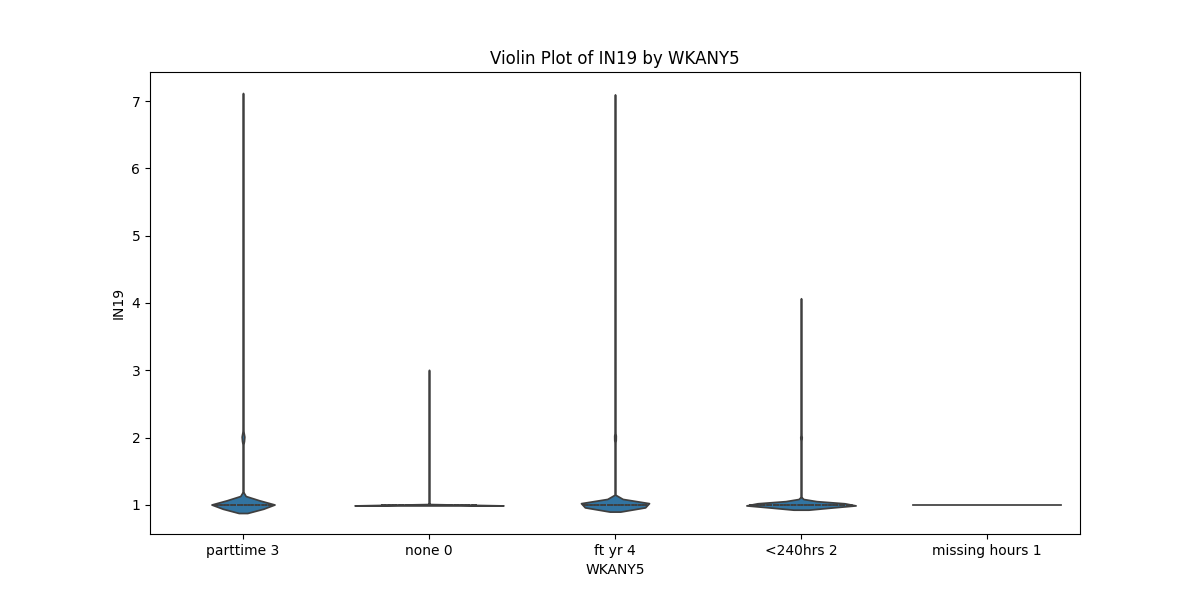 Violin Plot of IN19 by WKANY5
7
6
5
4
3
2
1
IN19
parttime 3
none 0
ft yr 4
<240hrs 2
missing hours 1
WKANY5